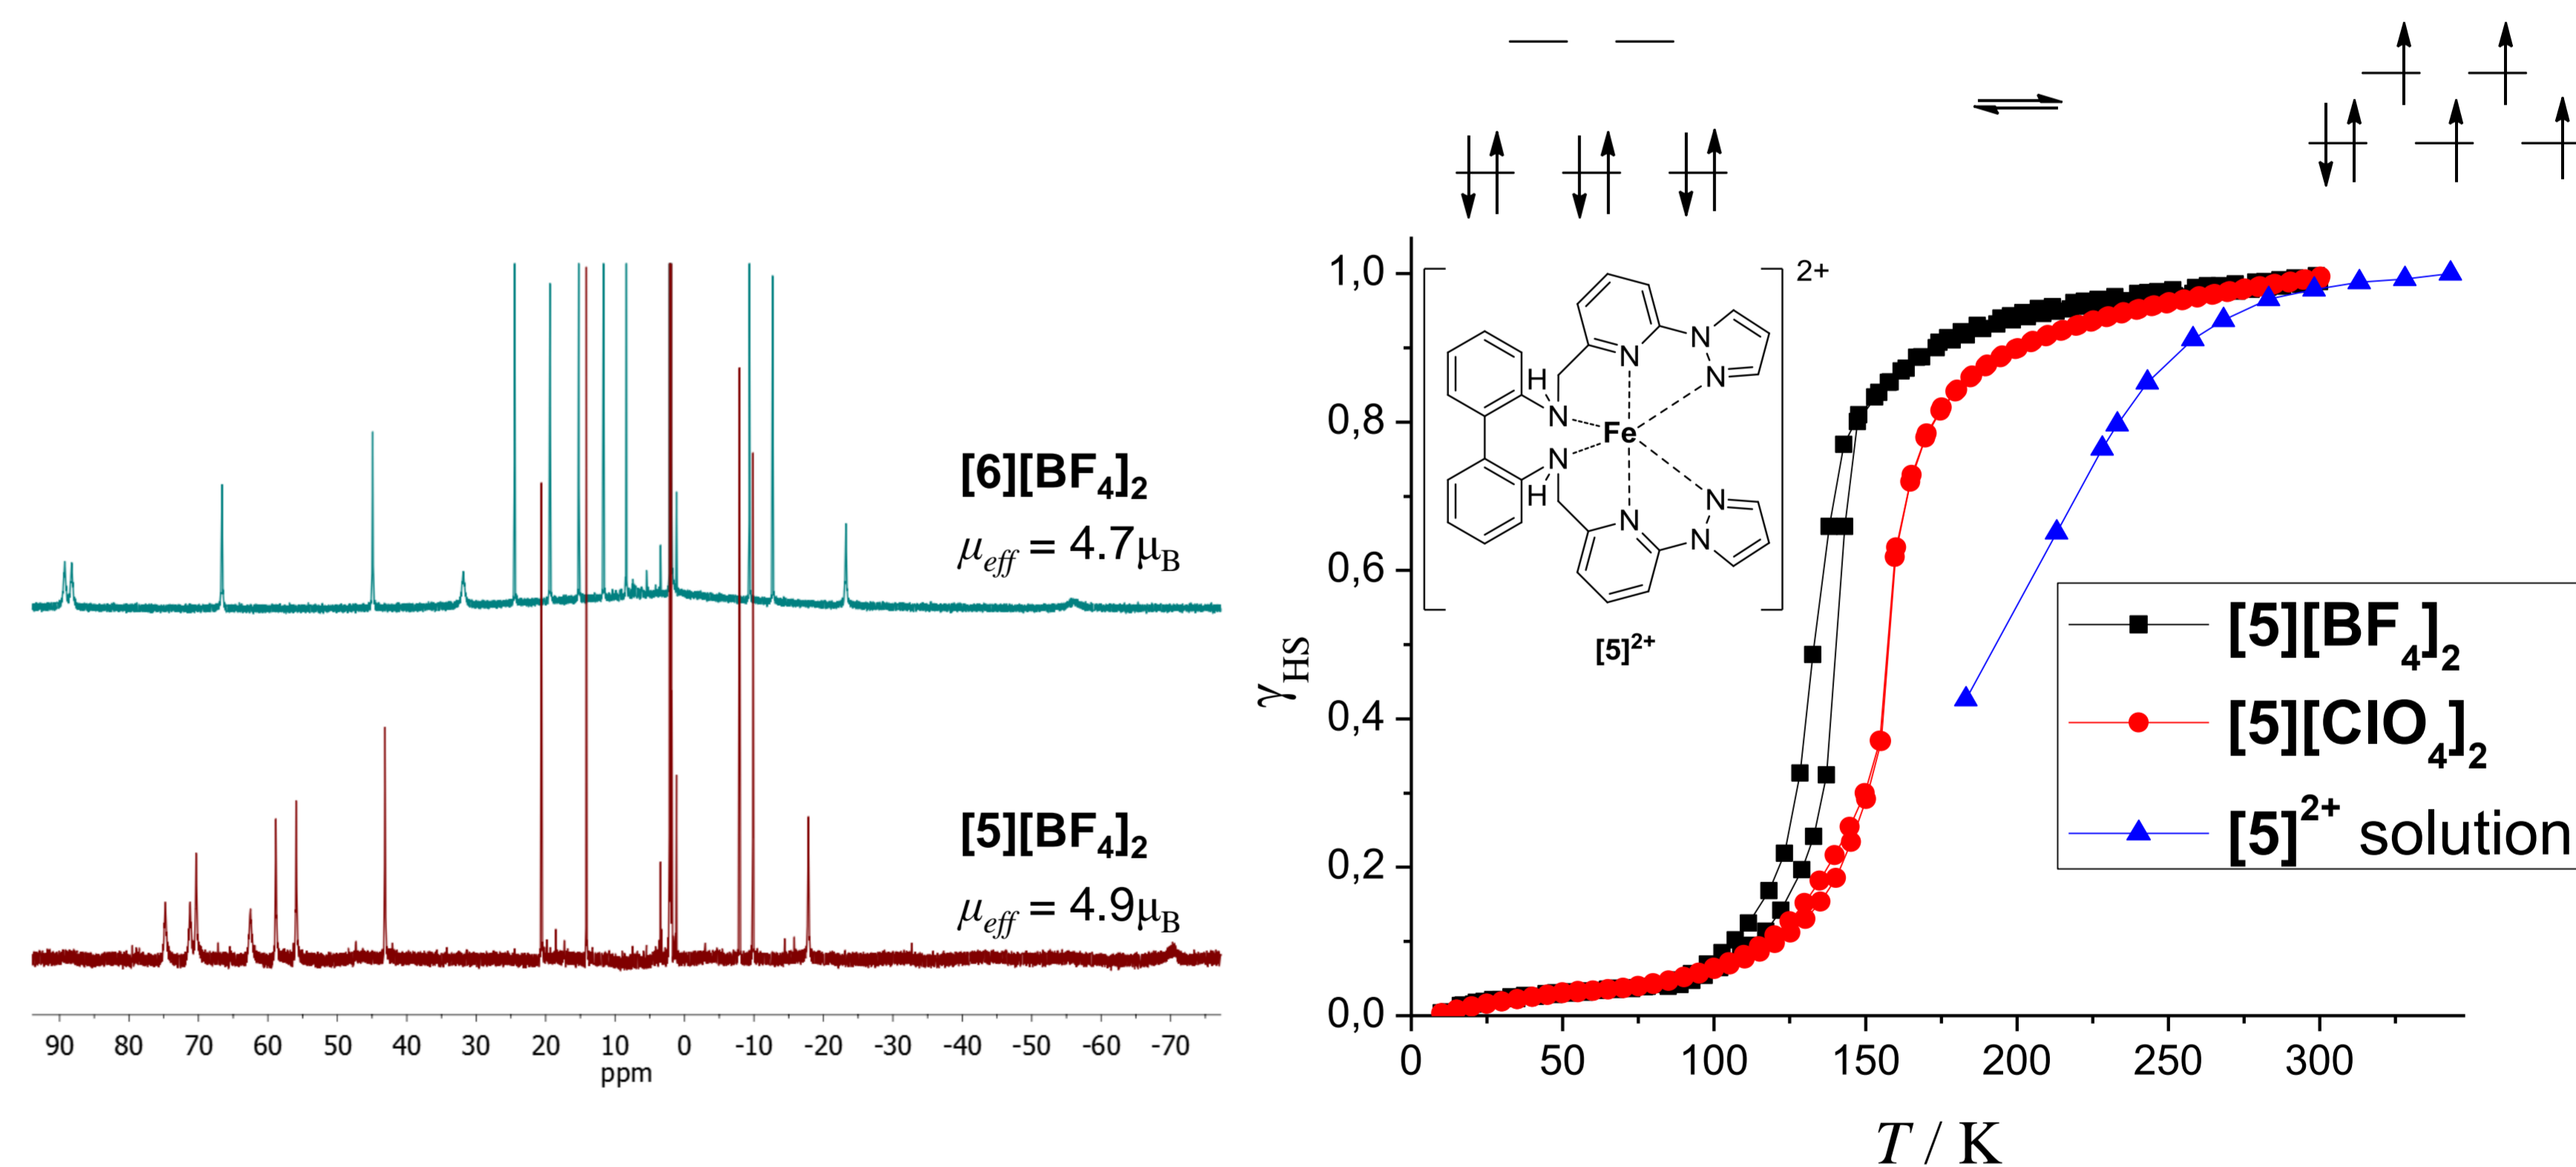 [6][BF4]2
μeff = 4.7μB
[5][BF4]2
μeff = 4.9μB
90 80 70 60 50 40 30 20 10 0 -10 -20 -30 -40 -50 -60 -70
ppm
1,0
0,8
0,6
0,4
0,2
0,0
γHS
0 50 100 150 200 250 300
T / K
2+
N
N
N
H
N
Fe
N
H
N
N
N
[5]2+
[5][BF4]2
[5][ClO4]2
[5]2+ solution